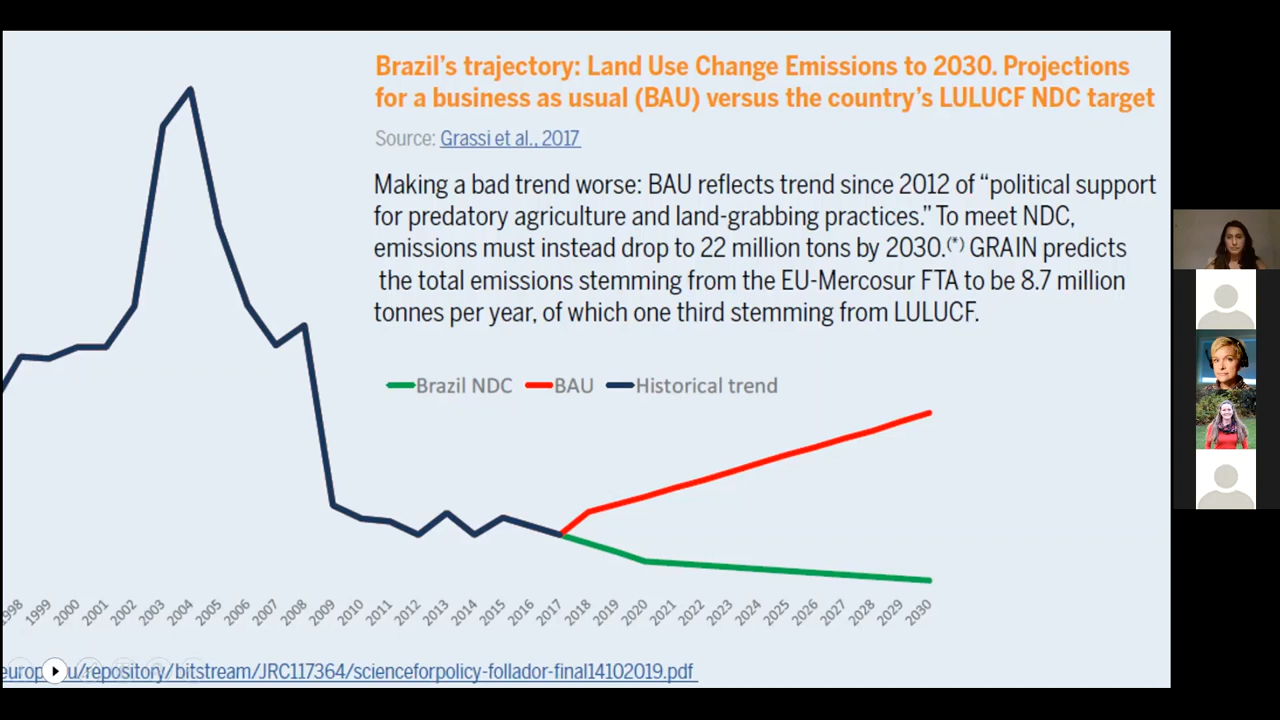 Brazil's trajectory: Land Use Change Emissions to 2030. Projections
for a business as usual (BAU) versus the country's LULUCF NDC target
Source: Grassi et al., 2017
Making a bad trend worse: BAU reflects trend since 2012 of “political support
for predatory agriculture and land-grabbing practices.” To meet NDC,
emissions must instead drop to 22 million tons by 2030.(*) GRAIN predicts
the total emissions stemming from the EU-Mercosur FTA to be 8.7 million
tonnes per year, of which one third stemming from LULUCF.
Brazil NDC BAU Historical trend
1998 1999 2000 2001 2002 2003 2004 2005 2006 2007 2008 2009 2010 2011 2012 2013 2014 2015 2016 2017 2018 2019 2020 2021 2022 2023 2024 2025 2026 2027 2028 2029 2030
u/repository/bitstream/JRC117364/scienceforpolicy-follador-final14102019.pdf